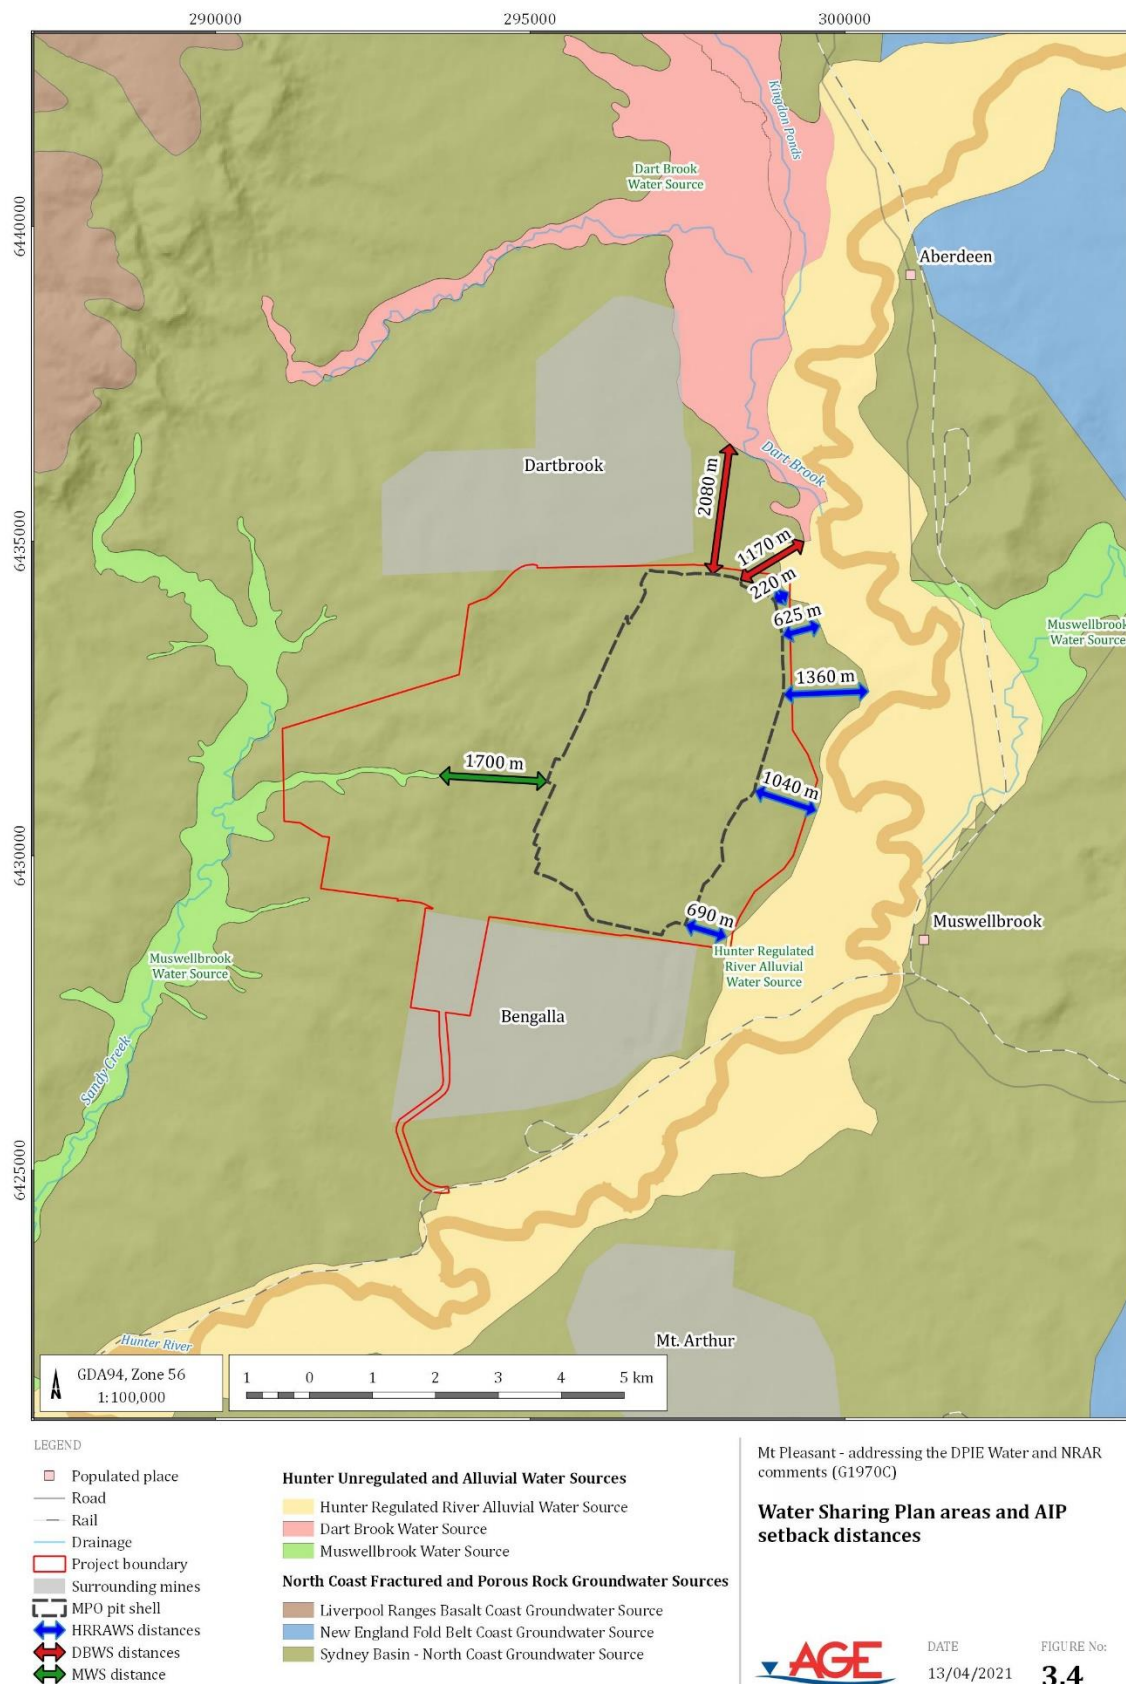 290000
295000
300000
6440000
6435000
6430000
6425000
Kingdon Ponds
Dart Brook
Water Source
Aberdeen
Dartbrook
Dart Brook
2080 m
1170 m
220 m
625 m
Muswellbrook
Water Source
1360 m
1700 m
1040 m
690 m
Muswellbrook
Hunter Regulated
River Alluvial
Water Source
Muswellbrook
Water Source
Bengalla
Sandy Creek
Mt. Arthur
Hunter River
N
GDA94, Zone 56
1:100,000
1 0 1 2 3 4 5 km
LEGEND
Populated place
Road
Rail
Drainage
Project boundary
Surrounding mines
MPO pit shell
HRRAWS distances
DBWS distances
MWS distance
Hunter Unregulated and Alluvial Water Sources
Hunter Regulated River Alluvial Water Source
Dart Brook Water Source
Muswellbrook Water Source
North Coast Fractured and Porous Rock Groundwater Sources
Liverpool Ranges Basalt Coast Groundwater Source
New England Fold Belt Coast Groundwater Source
Sydney Basin - North Coast Groundwater Source
Mt Pleasant - addressing the DPIE Water and NRAR
comments (G1970C)
Water Sharing Plan areas and AIP
setback distances
AGE
DATE
13/04/2021
FIGURE No:
3.4